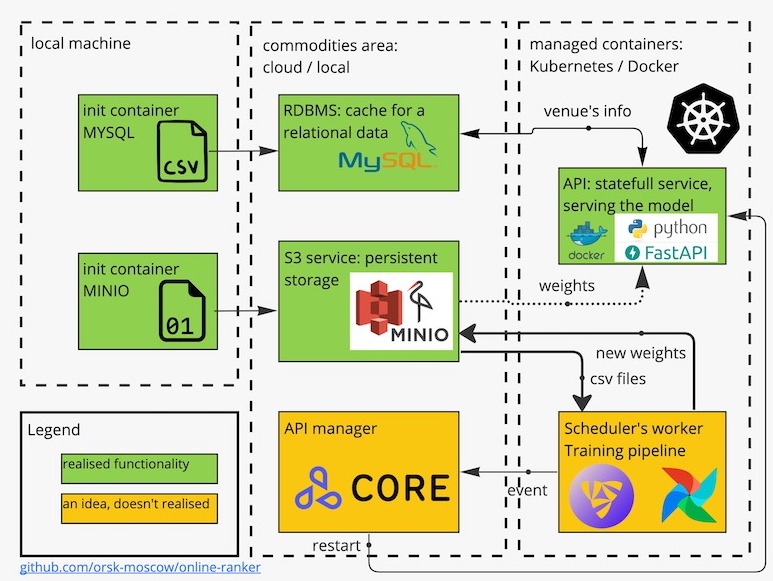 local machine
init container
MYSQL
CSV
init container
MINIO
01
Legend
realised functionality
an idea, doesn't realised
github.com/orsk-moscow/online-ranker
commodities area:
cloud / local
RDBMS: cache for a
relational data
MySQL
S3 service: persistent
storage
MINIO
API manager
CORE
restart
managed containers:
Kubernetes / Docker
venue's info
API: statefull service,
serving the model
docker
python
FastAPI
weights
new weights
csv files
Scheduler's worker
Training pipeline
event